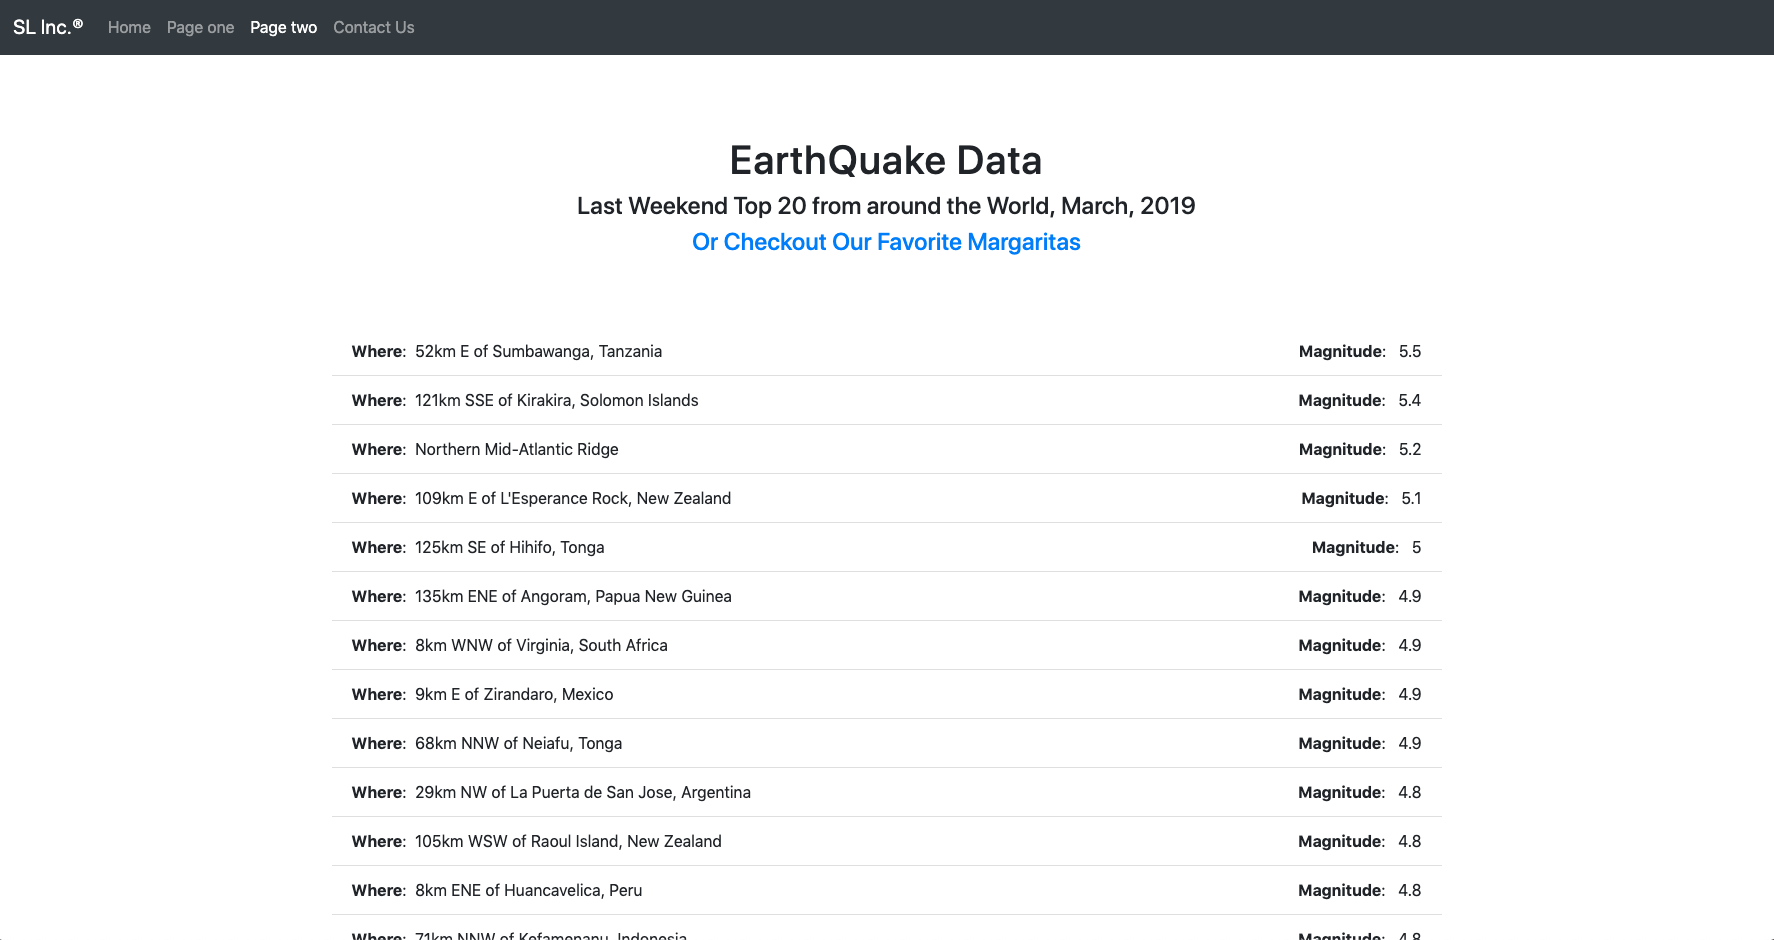 SL Inc.® Home Page one Page two Contact Us
EarthQuake Data
Last Weekend Top 20 from around the World, March, 2019
Or Checkout Our Favorite Margaritas
Where: 52km E of Sumbawanga, Tanzania Magnitude: 5.5
Where: 121km SSE of Kirakira, Solomon Islands Magnitude: 5.4
Where: Northern Mid-Atlantic Ridge Magnitude: 5.2
Where: 109km E of L'Esperance Rock, New Zealand Magnitude: 5.1
Where: 125km SE of Hihifo, Tonga Magnitude: 5
Where: 135km ENE of Angoram, Papua New Guinea Magnitude: 4.9
Where: 8km WNW of Virginia, South Africa Magnitude: 4.9
Where: 9km E of Zirandaro, Mexico Magnitude: 4.9
Where: 68km NNW of Neiafu, Tonga Magnitude: 4.9
Where: 29km NW of La Puerta de San Jose, Argentina Magnitude: 4.8
Where: 105km WSW of Raoul Island, New Zealand Magnitude: 4.8
Where: 8km ENE of Huancavelica, Peru Magnitude: 4.8
Where: 71km NNW of Kefamenanu, Indonesia Magnitude: 4.8